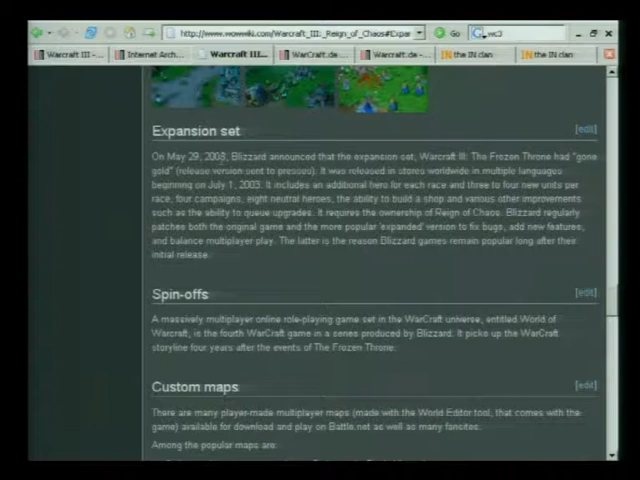 http://www.wowwiki.com/Warcraft_III:_Reign_of_Chaos#Expar
Go
wc3
Warcraft III -...
Internet Arch...
Warcraft III...
WarCraft.de ...
Warcraft.de -...
the IN clan
the IN clan
Expansion set
[edit]
On May 29, 2003, Blizzard announced that the expansion set, Warcraft III: The Frozen Throne had "gone
gold" (release version sent to presses). It was released in stores worldwide in multiple languages
beginning on July 1, 2003. It includes an additional hero for each race and three to four new units per
race, four campaigns, eight neutral heroes, the ability to build a shop and various other improvements
such as the ability to queue upgrades. It requires the ownership of Reign of Chaos. Blizzard regularly
patches both the original game and the more popular 'expanded' version to fix bugs, add new features,
and balance multiplayer play. The latter is the reason Blizzard games remain popular long after their
initial release.
Spin-offs
[edit]
A massively multiplayer online role-playing game set in the WarCraft universe, entitled World of
Warcraft, is the fourth WarCraft game in a series produced by Blizzard. It picks up the WarCraft
storyline four years after the events of The Frozen Throne.
Custom maps
[edit]
There are many player-made multiplayer maps (made with the World Editor tool, that comes with the
game) available for download and play on Battle.net as well as many fansites.
Among the popular maps are: